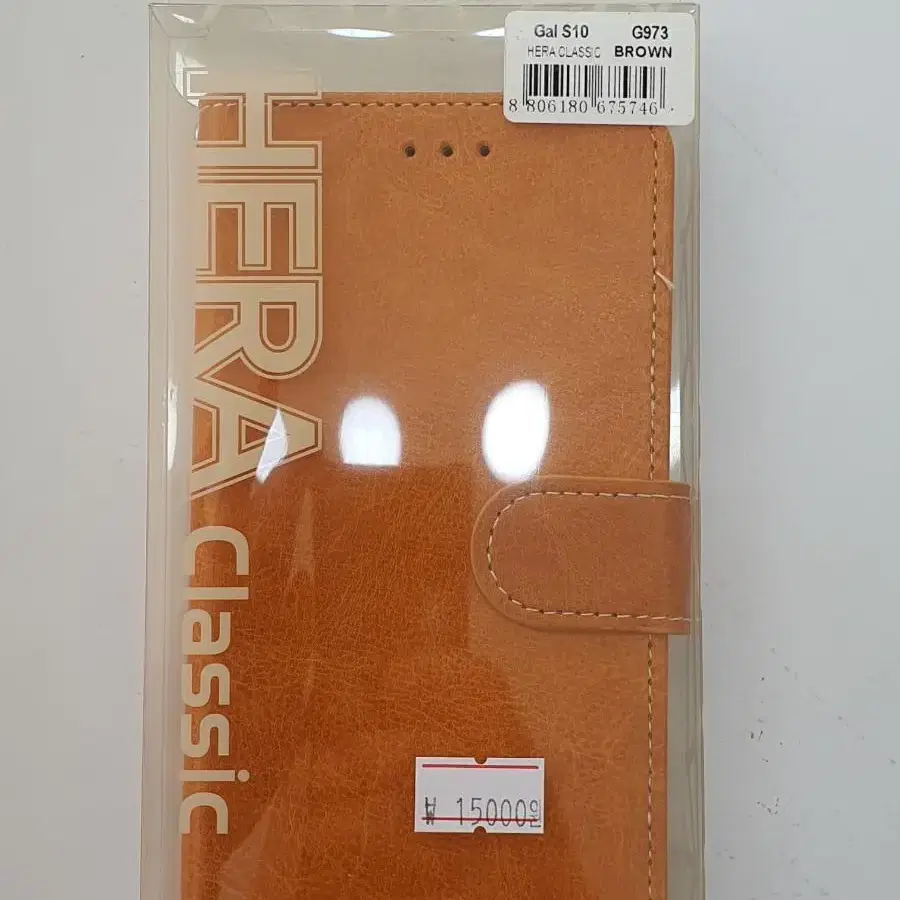 Gal S10 G973
HERA CLASSIC BROWN
8 806180 675746
HERA Classic
₩ 15000원